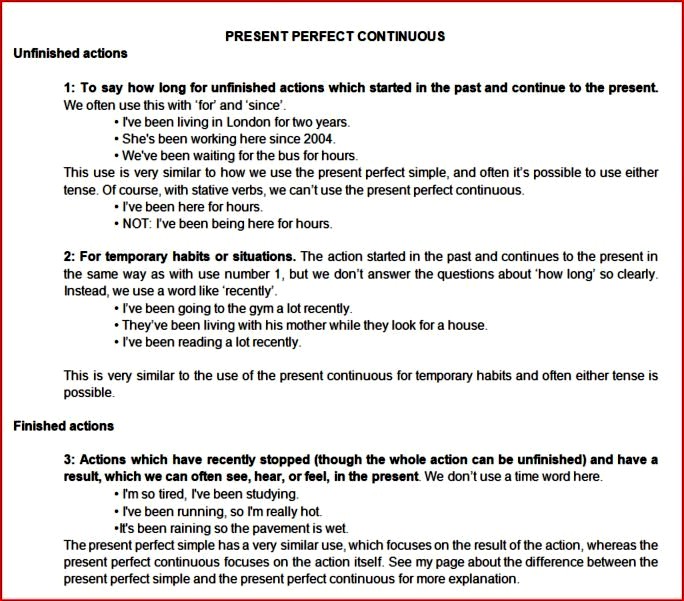 PRESENT PERFECT CONTINUOUS
Unfinished actions
1: To say how long for unfinished actions which started in the past and continue to the present.
We often use this with ‘for’ and ‘since’.
• I've been living in London for two years.
• She's been working here since 2004.
• We've been waiting for the bus for hours.
This use is very similar to how we use the present perfect simple, and often it’s possible to use either
tense. Of course, with stative verbs, we can’t use the present perfect continuous.
• I’ve been here for hours.
• NOT: I’ve been being here for hours.
2: For temporary habits or situations. The action started in the past and continues to the present in
the same way as with use number 1, but we don’t answer the questions about ‘how long’ so clearly.
Instead, we use a word like ‘recently’.
• I’ve been going to the gym a lot recently.
• They’ve been living with his mother while they look for a house.
• I’ve been reading a lot recently.
This is very similar to the use of the present continuous for temporary habits and often either tense is
possible.
Finished actions
3: Actions which have recently stopped (though the whole action can be unfinished) and have a
result, which we can often see, hear, or feel, in the present. We don’t use a time word here.
• I'm so tired, I've been studying.
• I've been running, so I'm really hot.
•It's been raining so the pavement is wet.
The present perfect simple has a very similar use, which focuses on the result of the action, whereas the
present perfect continuous focuses on the action itself. See my page about the difference between the
present perfect simple and the present perfect continuous for more explanation.